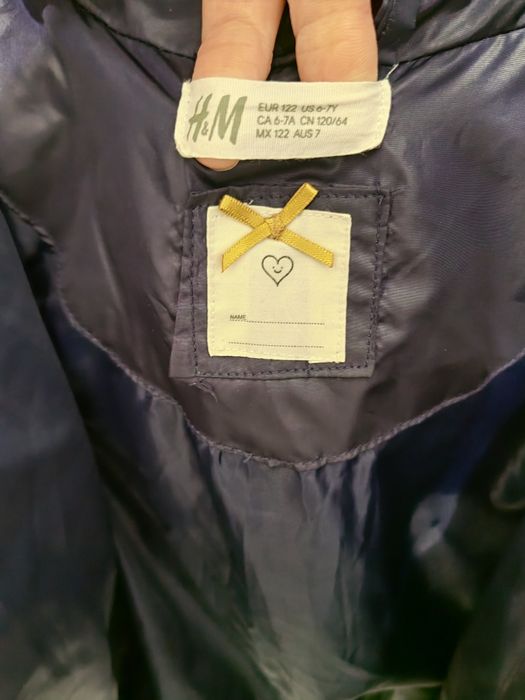 H&M
EUR 122 US 6-7Y
CA 6-7A CN 120/64
MX 122 AUS 7
NAME